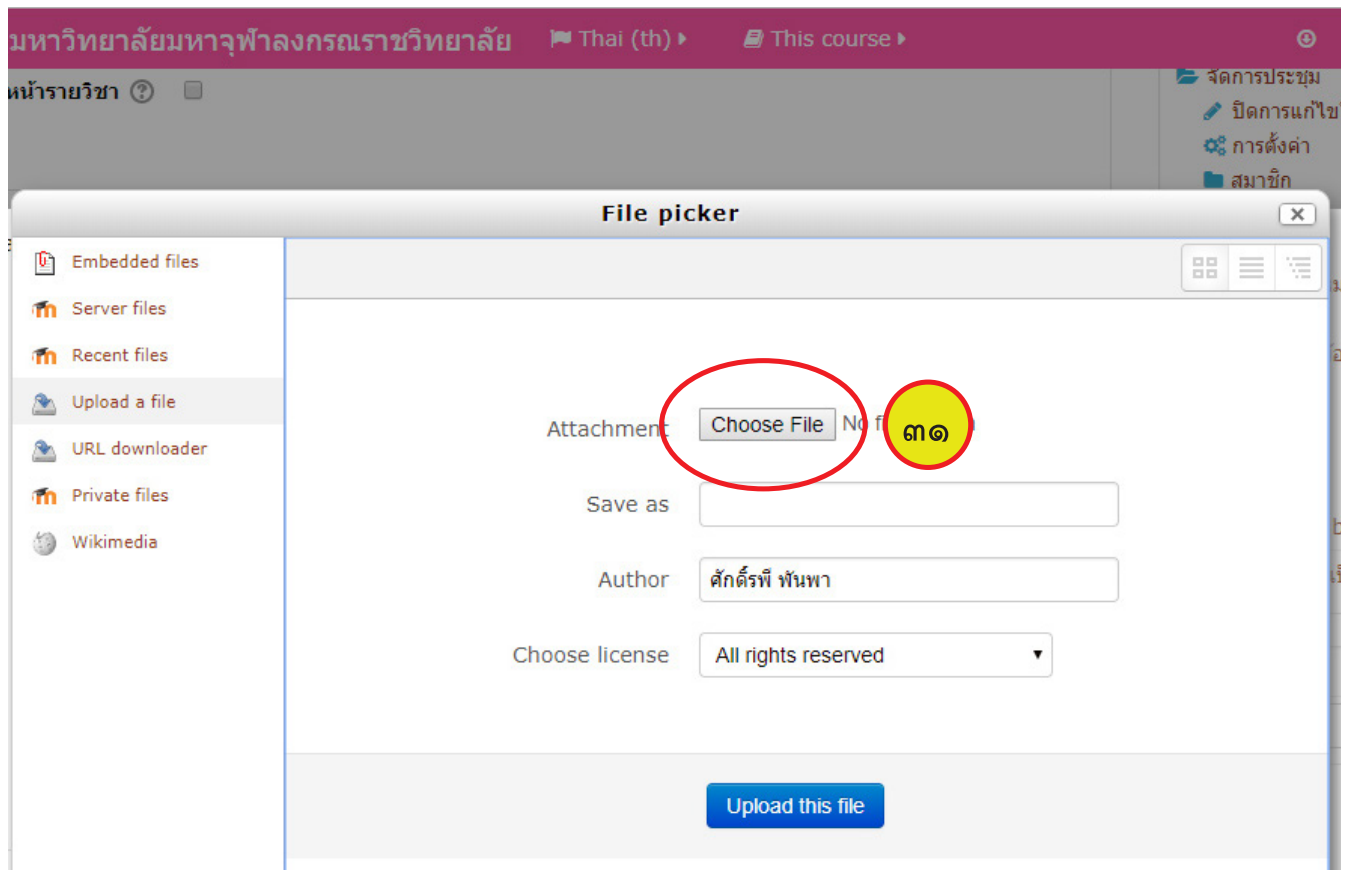 มหาวิทยาลัยมหาจุฬาลงกรณราชวิทยาลัย Thai (th) This course
หน้ารายวิชา
จัดการประชุม
ปิดการแก้ไข
การตั้งค่า
สมาชิก
File picker
Embedded files
Server files
Recent files
Upload a file
URL downloader
Private files
Wikimedia
Attachment Choose File No
๓๑
Save as
Author ศักดิ์รพี พันพา
Choose license All rights reserved
Upload this file